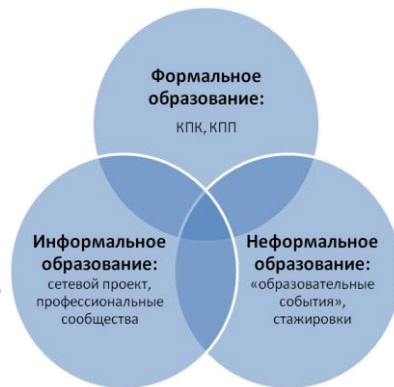 Формальное
образование:
КПК, КПП
Информальное
образование:
сетевой проект,
профессиональные
сообщества
Неформальное
образование:
«образовательные
события»,
стажировки